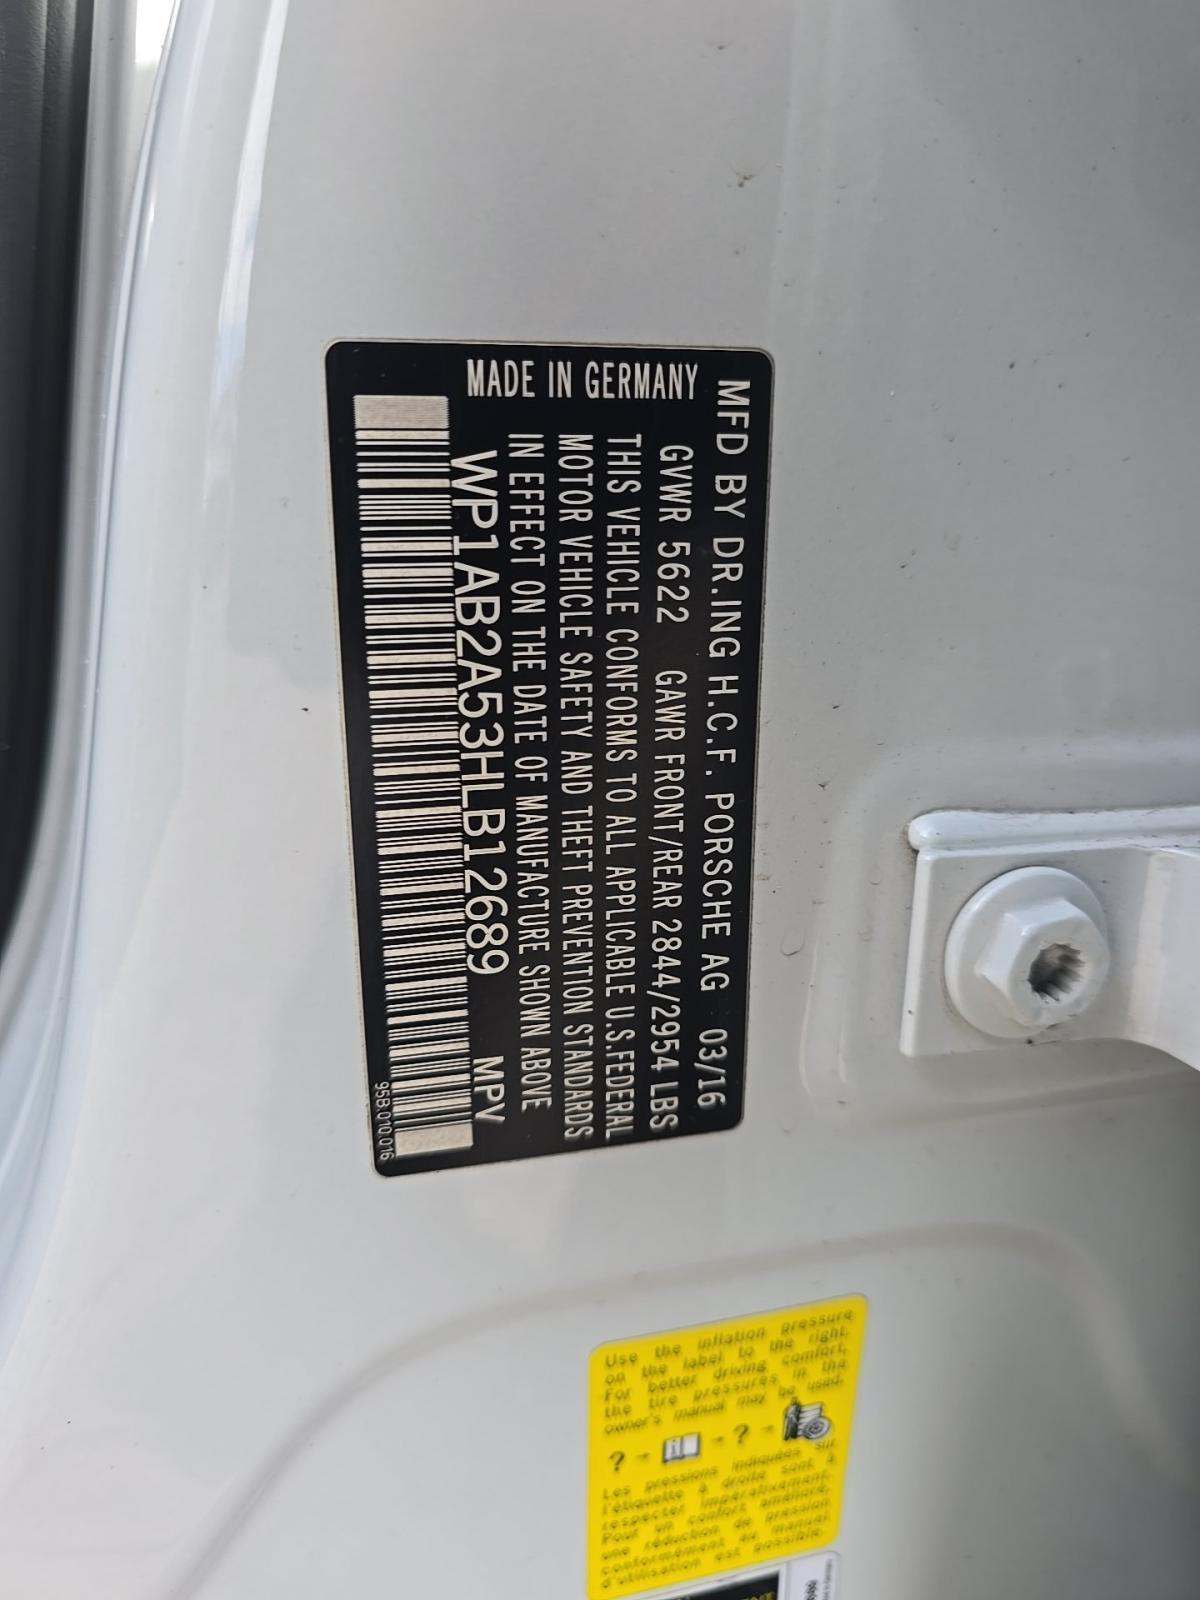 MFD BY DR.ING H.C.F. PORSCHE AG 03/16
GVWR 5622 GAWR FRONT/REAR 2844/2954 LBS
THIS VEHICLE CONFORMS TO ALL APPLICABLE U.S.FEDERAL
MOTOR VEHICLE SAFETY AND THEFT PREVENTION STANDARDS
IN EFFECT ON THE DATE OF MANUFACTURE SHOWN ABOVE
MADE IN GERMANY
WP1AB2A53HLB12689 MPV
95B.010.016
Use the inflation pressure
on the label to the right.
For better driving comfort,
the tire pressures in the
owner's manual may be used.
? - i - ? -
Les pressions indiquées sur
l'étiquette à droite sont à
respecter impérativement.
Pour un confort amélioré,
une réduction de pression
conformément au manuel
d'utilisation est possible.